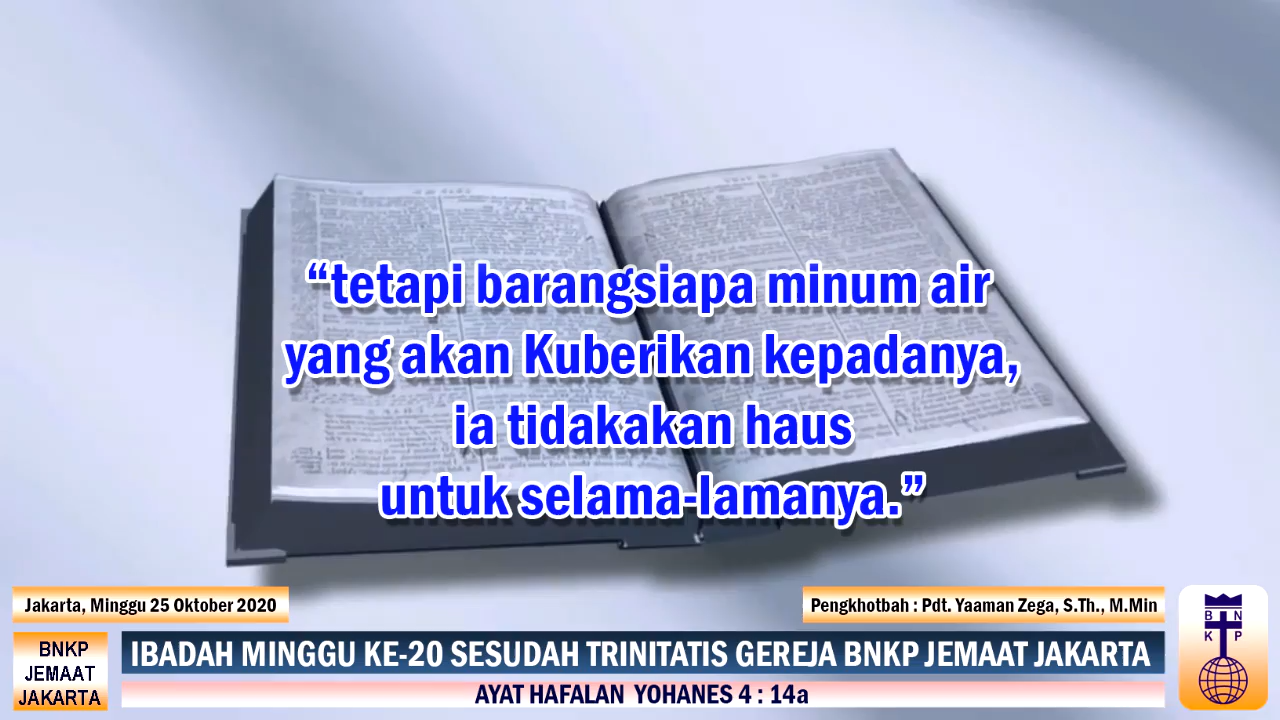 “tetapi barangsiapa minum air
yang akan Kuberikan kepadanya,
ia tidakakan haus
untuk selama-lamanya.”
Jakarta, Minggu 25 Oktober 2020
Pengkhotbah : Pdt. Yaaman Zega, S.Th., M.Min
BNKP
JEMAAT
JAKARTA
IBADAH MINGGU KE-20 SESUDAH TRINITATIS GEREJA BNKP JEMAAT JAKARTA
AYAT HAFALAN YOHANES 4 : 14a
B N
K P